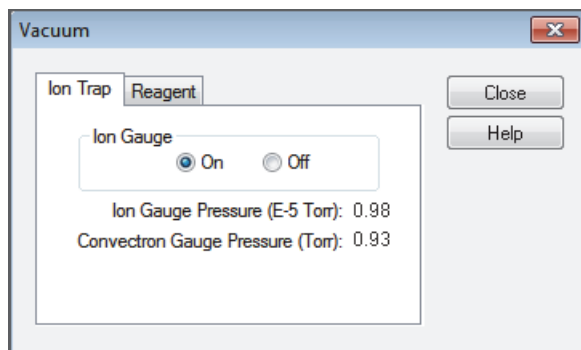 Vacuum
Ion Trap Reagent
Close
Help
Ion Gauge
On Off
Ion Gauge Pressure (E-5 Torr): 0.98
Convectron Gauge Pressure (Torr): 0.93